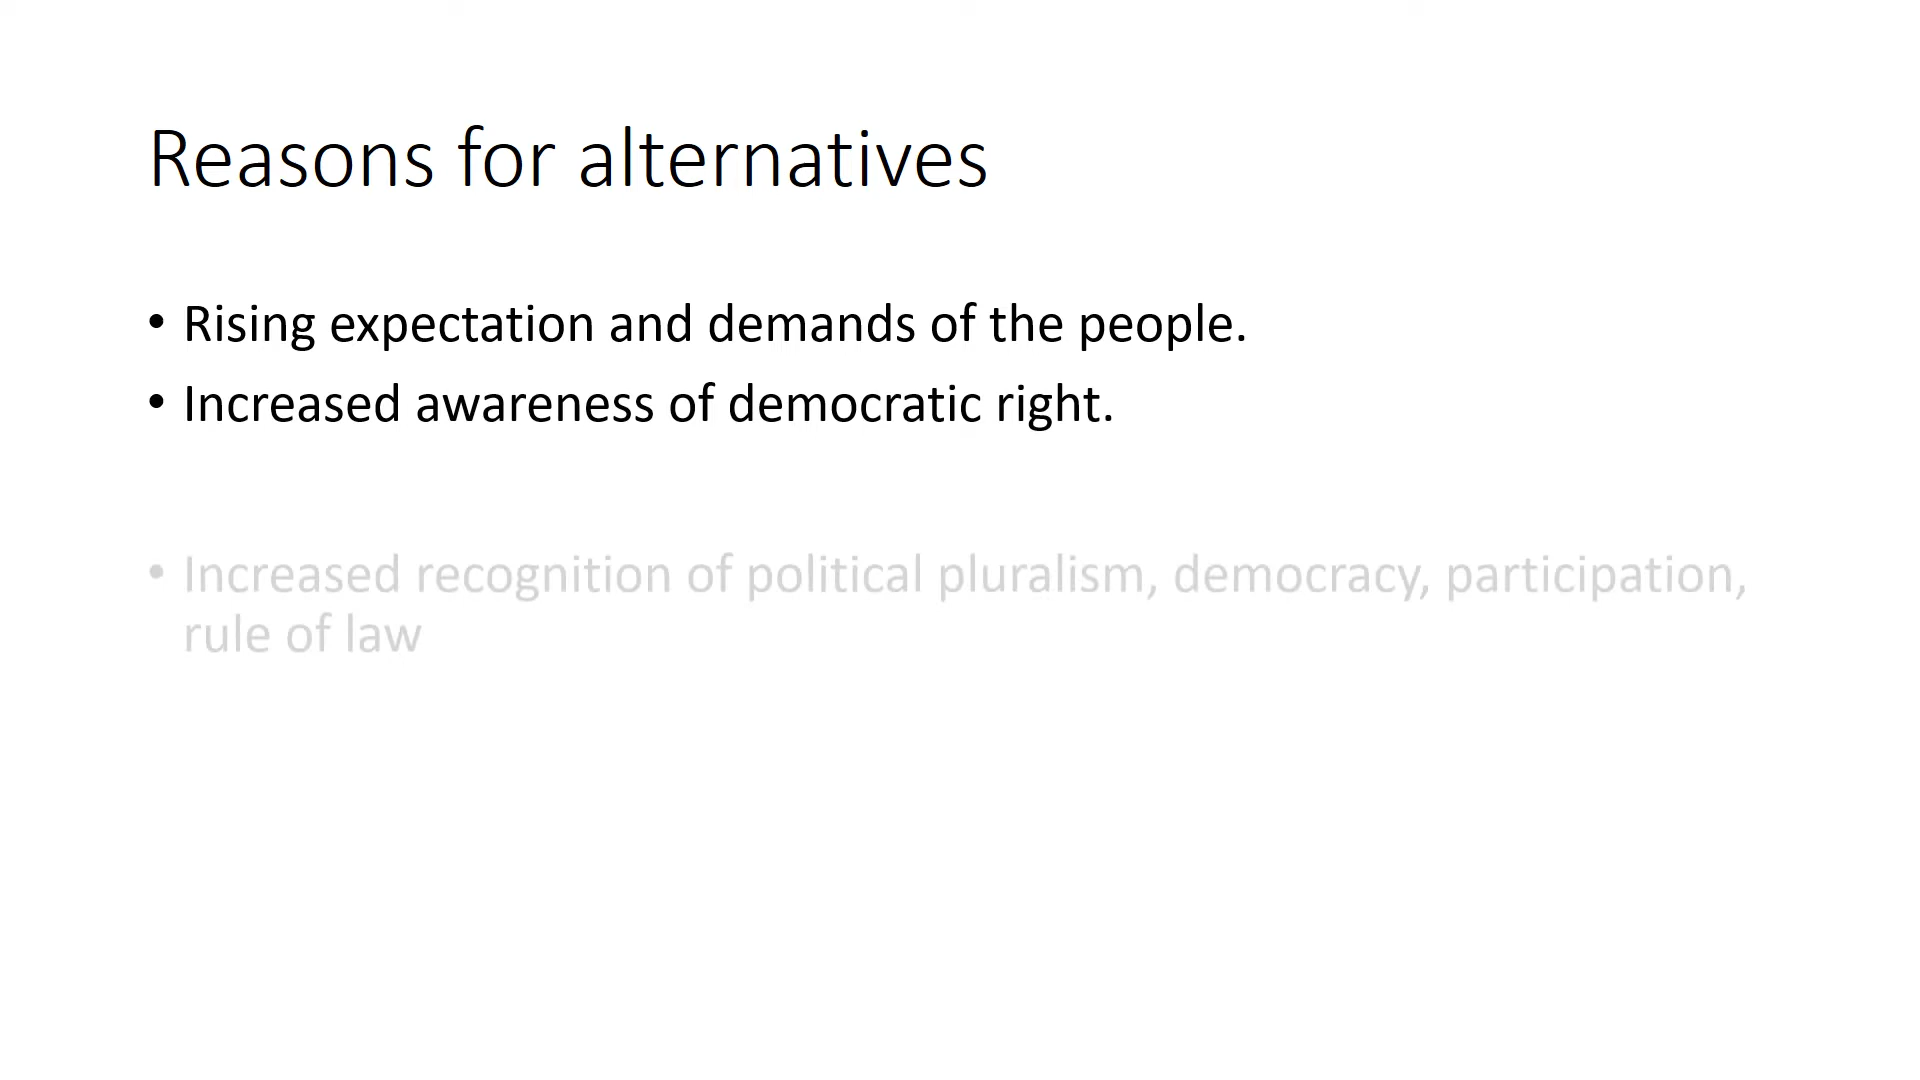 Reasons for alternatives
• Rising expectation and demands of the people.
• Increased awareness of democratic right.
• Increased recognition of political pluralism, democracy, participation,
rule of law